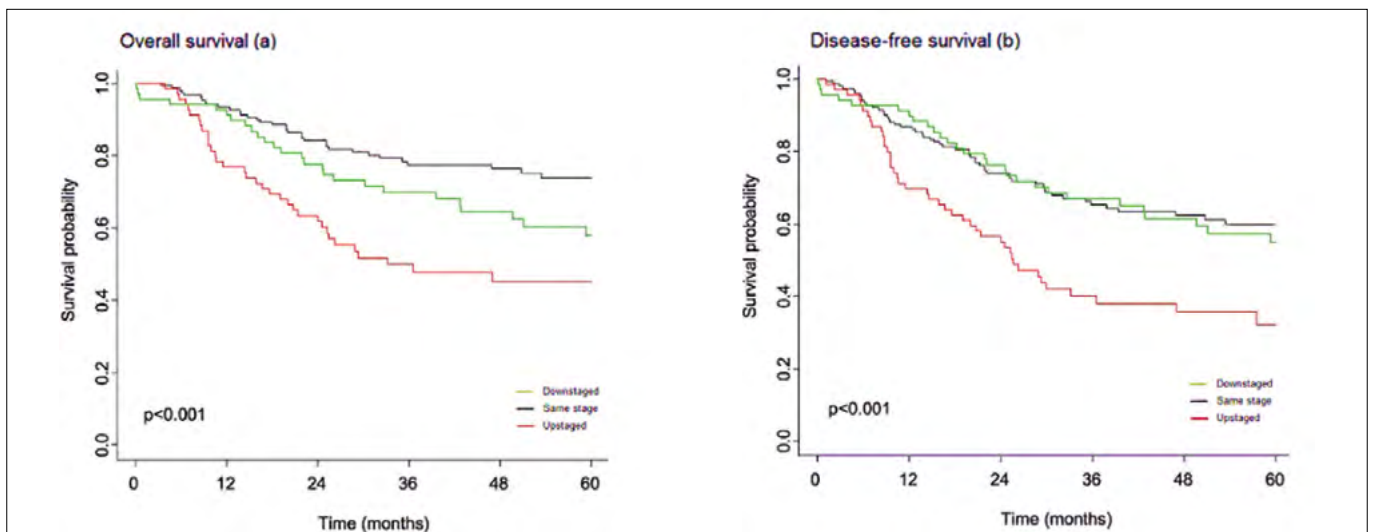 Overall survival (a)
Survival probability
1.0
0.8
0.6
0.4
0.2
0.0
p<0.001
Downstaged
Same stage
Upstaged
0 12 24 36 48 60
Time (months)
Disease-free survival (b)
Survival probability
1.0
0.8
0.6
0.4
0.2
0.0
p<0.001
Downstaged
Same stage
Upstaged
0 12 24 36 48 60
Time (months)